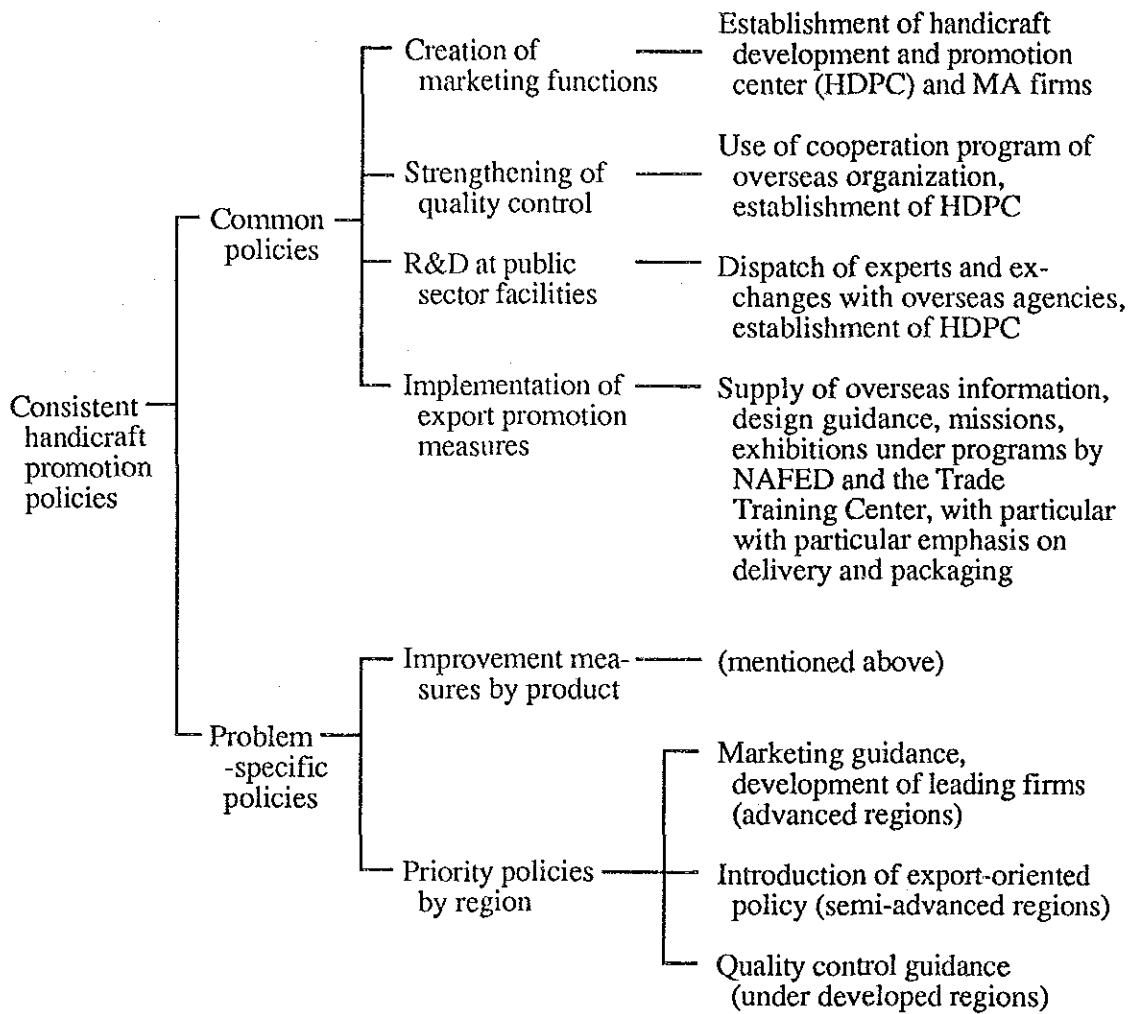 Consistent
handicraft
promotion
policies
Common
policies
Creation of
marketing functions
Establishment of handicraft
development and promotion
center (HDPC) and MA firms
Strengthening of
quality control
Use of cooperation program of
overseas organization,
establishment of HDPC
R&D at public
sector facilities
Dispatch of experts and ex-
changes with overseas agencies,
establishment of HDPC
Implementation of
export promotion
measures
Supply of overseas information,
design guidance, missions,
exhibitions under programs by
NAFED and the Trade
Training Center, with particular
with particular emphasis on
delivery and packaging
Problem
-specific
policies
Improvement mea-
sures by product
(mentioned above)
Priority policies
by region
Marketing guidance,
development of leading firms
(advanced regions)
Introduction of export-oriented
policy (semi-advanced regions)
Quality control guidance
(under developed regions)